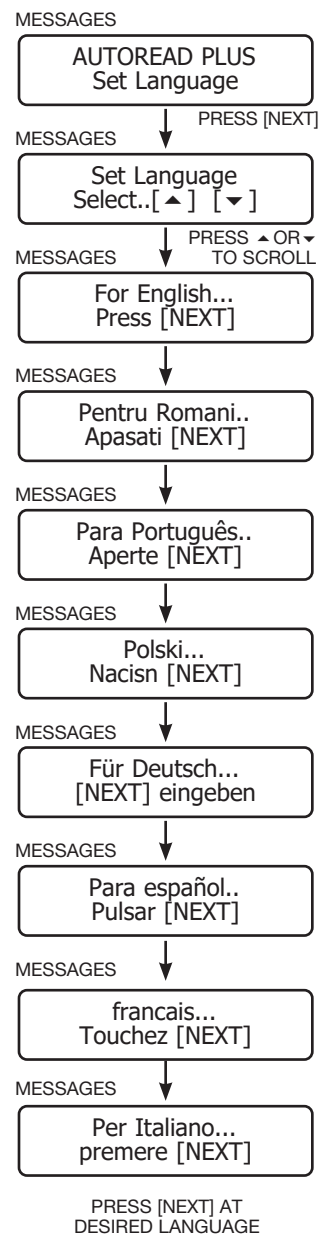 MESSAGES
AUTOREAD PLUS
Set Language
PRESS [NEXT]
MESSAGES
Set Language
Select..[▲] [▼]
PRESS ▲ OR ▼
TO SCROLL
MESSAGES
For English...
Press [NEXT]
MESSAGES
Pentru Romani..
Apasati [NEXT]
MESSAGES
Para Português..
Aperte [NEXT]
MESSAGES
Polski...
Nacisn [NEXT]
MESSAGES
Für Deutsch...
[NEXT] eingeben
MESSAGES
Para español..
Pulsar [NEXT]
MESSAGES
francais...
Touchez [NEXT]
MESSAGES
Per Italiano...
premere [NEXT]
PRESS [NEXT] AT
DESIRED LANGUAGE